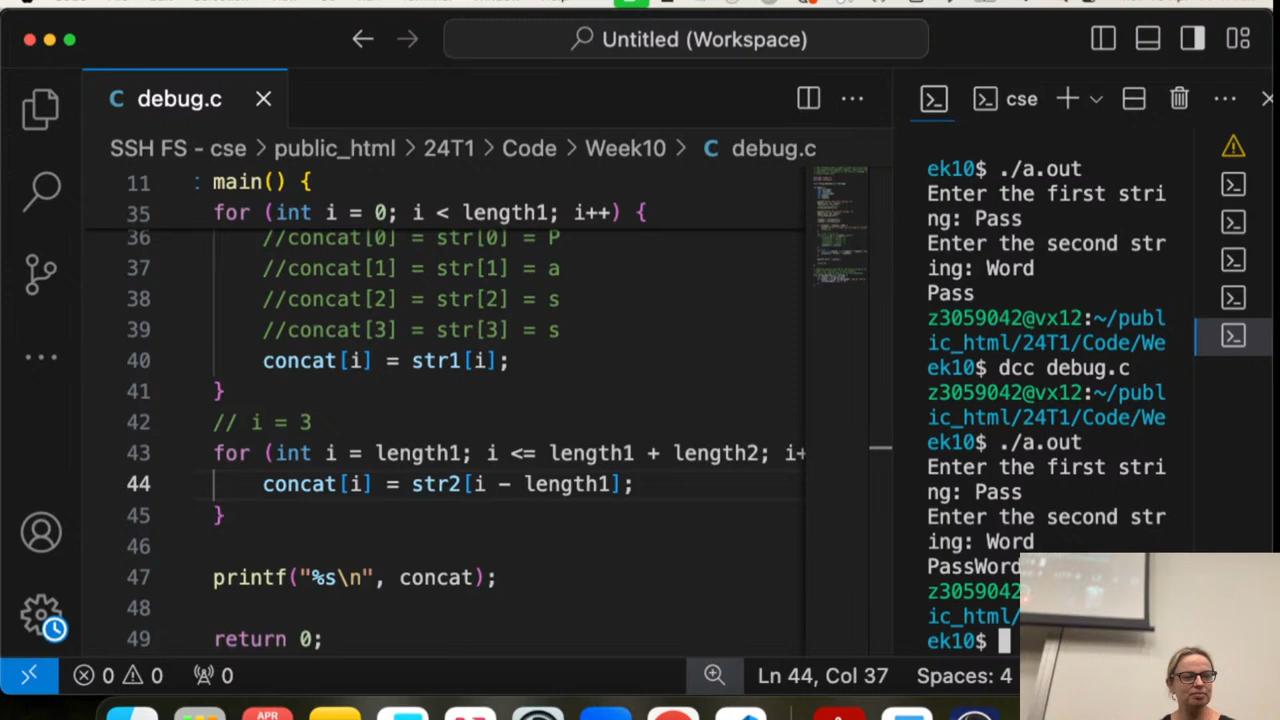 Untitled (Workspace)
C debug.c
SSH FS - cse > public_html > 24T1 > Code > Week10 > C debug.c
11 : main() {
35 for (int i = 0; i < length1; i++) {
36 //concat[0] = str[0] = P
37 //concat[1] = str[1] = a
38 //concat[2] = str[2] = s
39 //concat[3] = str[3] = s
40 concat[i] = str1[i];
41 }
42 // i = 3
43 for (int i = length1; i <= length1 + length2; i+
44 concat[i] = str2[i - length1];
45 }
46
47 printf("%s\n", concat);
48
49 return 0;
0 0 0
Ln 44, Col 37 Spaces: 4
cse
ek10$ ./a.out
Enter the first stri
ng: Pass
Enter the second str
ing: Word
Pass
z3059042@vx12:~/publ
ic_html/24T1/Code/We
ek10$ dcc debug.c
z3059042@vx12:~/publ
ic_html/24T1/Code/We
ek10$ ./a.out
Enter the first stri
ng: Pass
Enter the second str
ing: Word
PassWord
z3059042
ic_html/
ek10$
APR